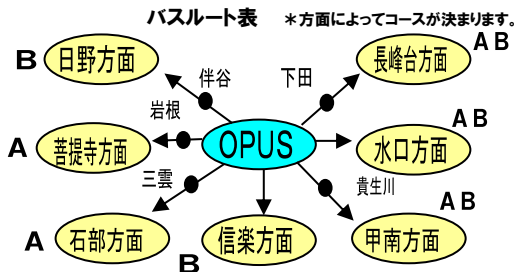 バスルート表 ＊方面によってコースが決まります。
B 日野方面
伴谷
下田
長峰台方面 A B
岩根
A 菩提寺方面
OPUS
水口方面 A B
三雲
貴生川
A 石部方面
B 信楽方面
甲南方面 A B